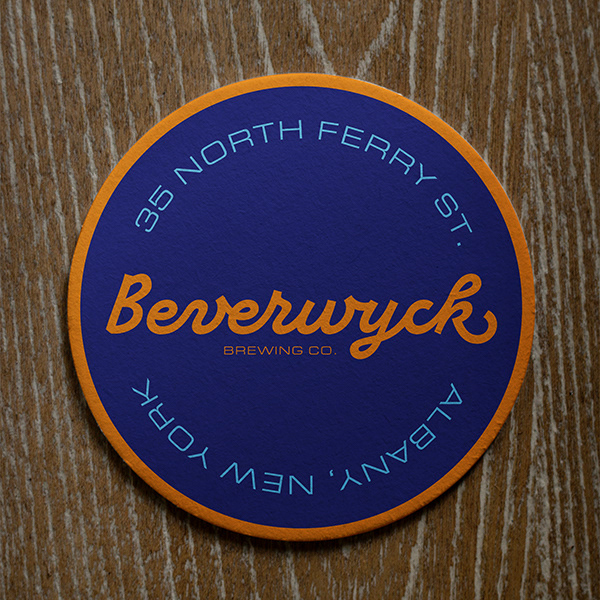 35 NORTH FERRY ST.
Beverwyck
BREWING CO.
ALBANY, NEW YORK